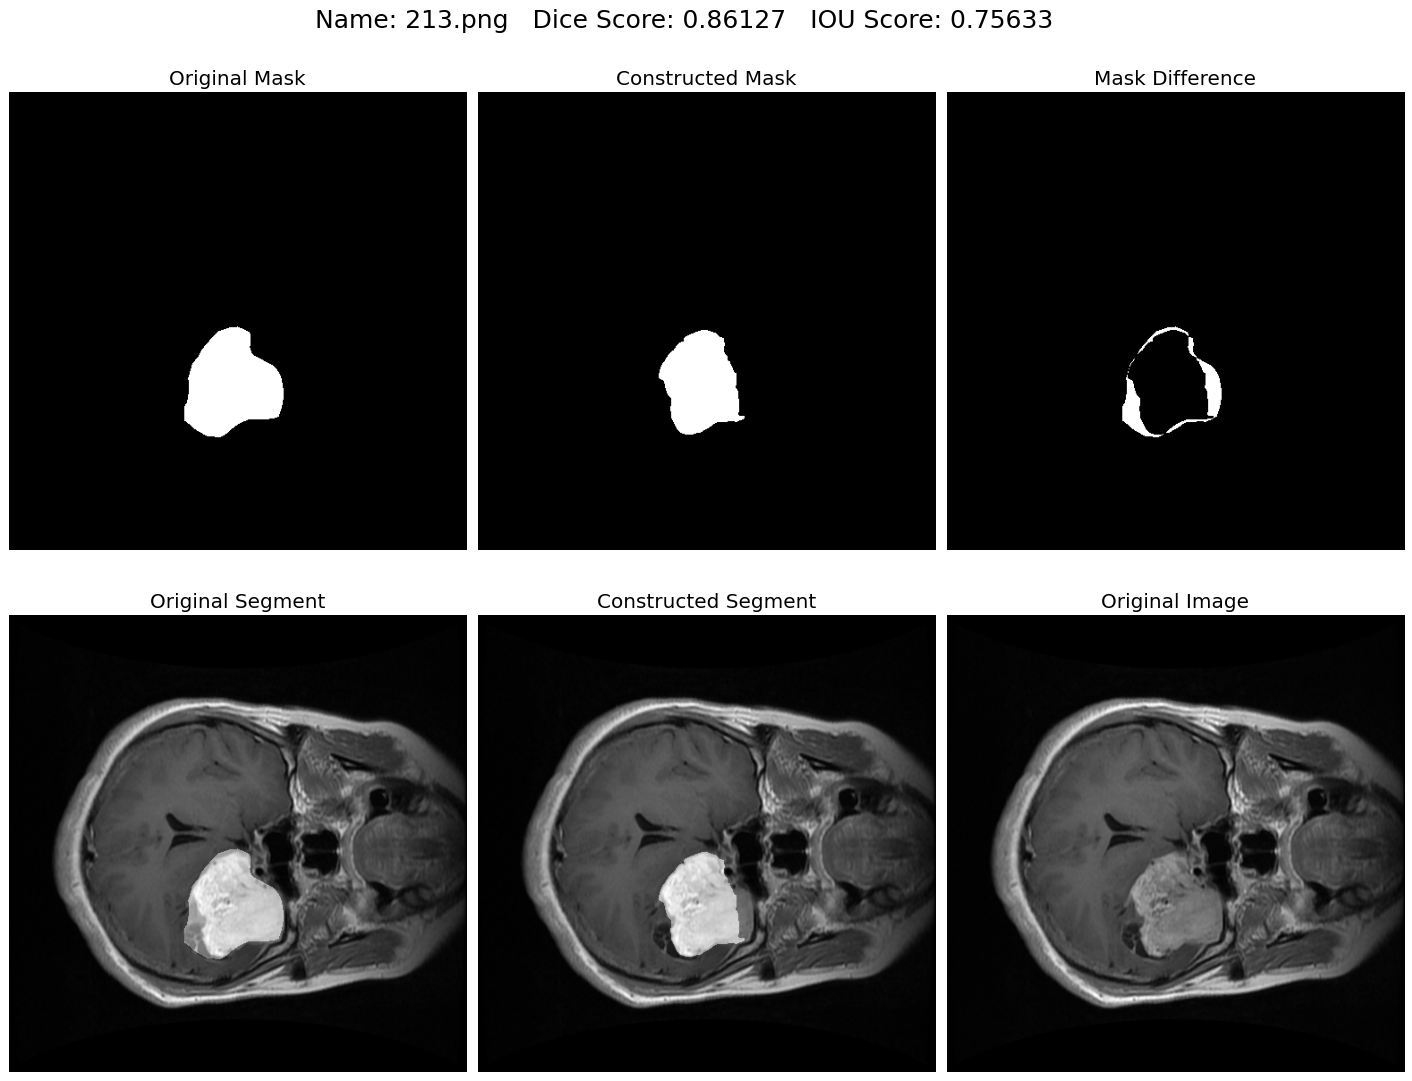 Name: 213.png   Dice Score: 0.86127   IOU Score: 0.75633
Original Mask
Constructed Mask
Mask Difference
Original Segment
Constructed Segment
Original Image